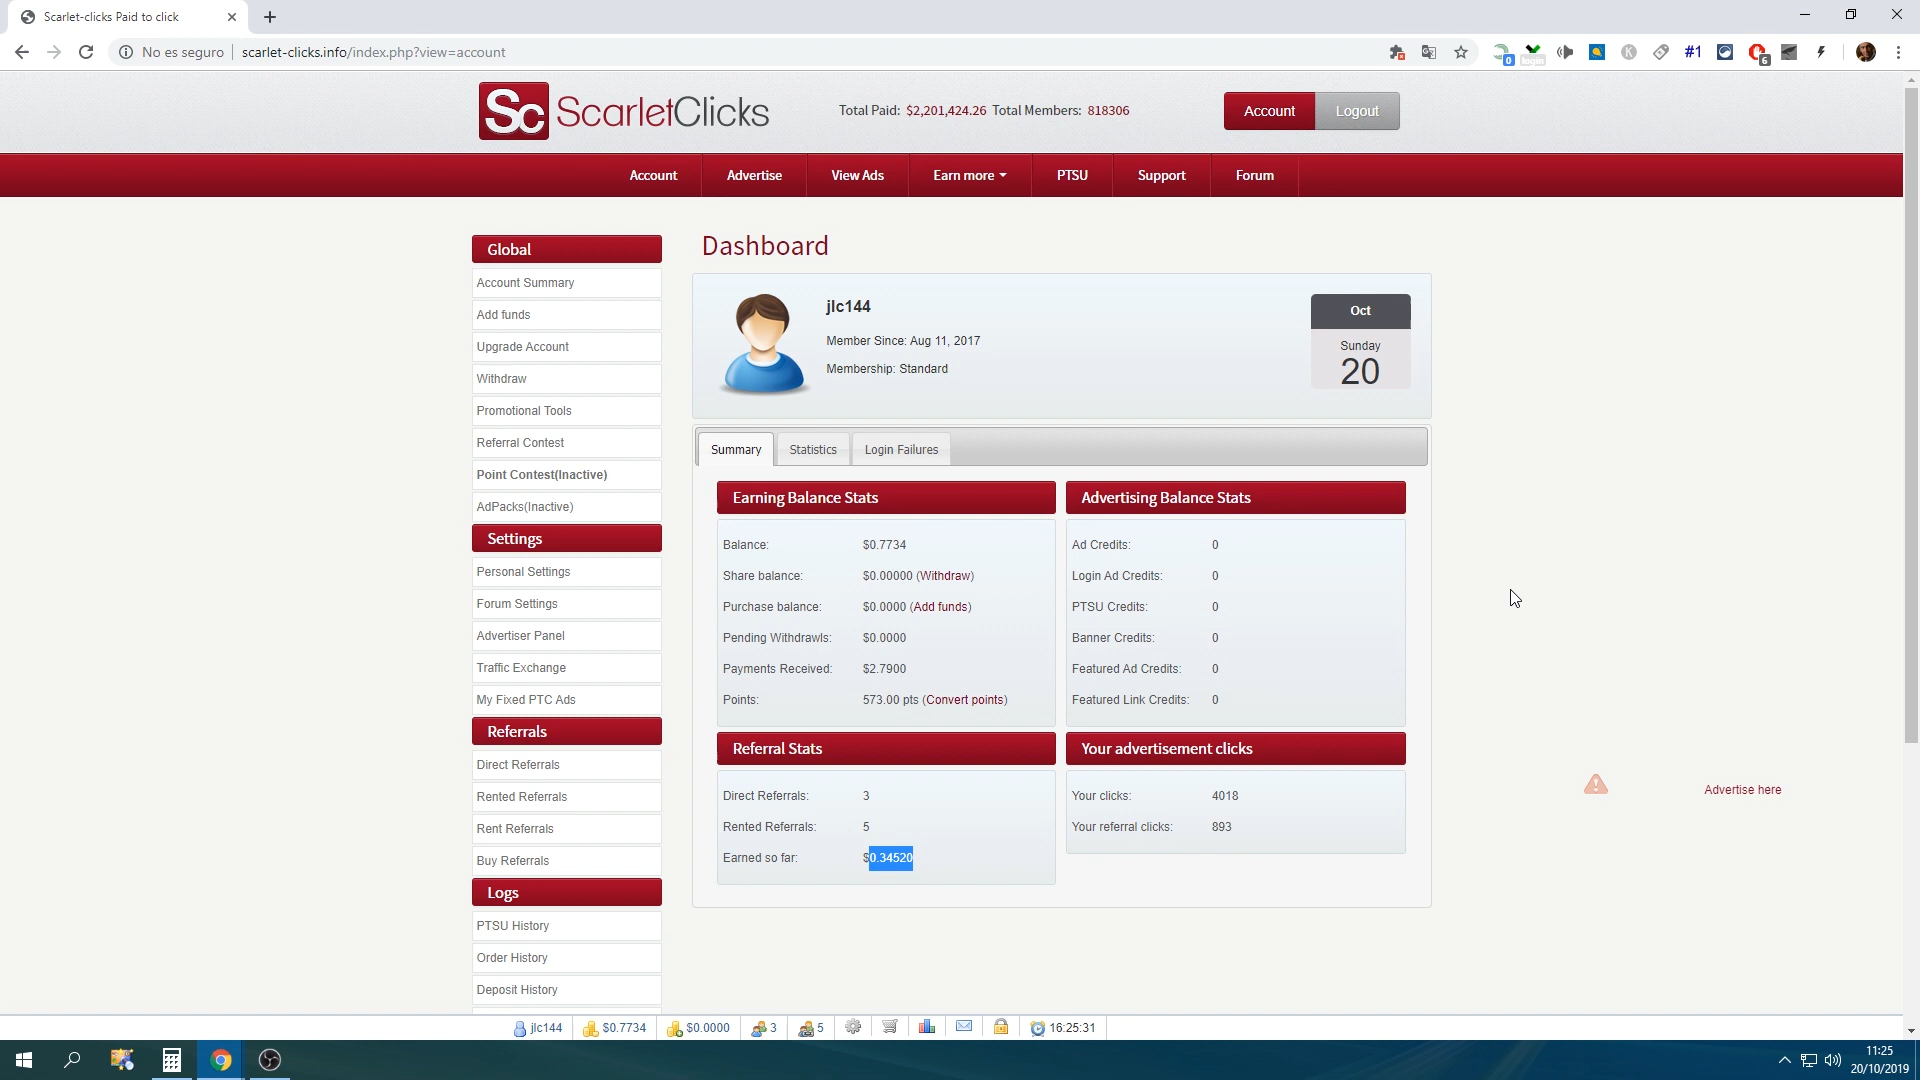 Scarlet-clicks Paid to click
No es seguro scarlet-clicks.info/index.php?view=account
0 login K #1 6
Sc ScarletClicks
Total Paid: $2,201,424.26 Total Members: 818306
Account Logout
Account Advertise View Ads Earn more PTSU Support Forum
Global
Account Summary
Add funds
Upgrade Account
Withdraw
Promotional Tools
Referral Contest
Point Contest(Inactive)
AdPacks(Inactive)
Settings
Personal Settings
Forum Settings
Advertiser Panel
Traffic Exchange
My Fixed PTC Ads
Referrals
Direct Referrals
Rented Referrals
Rent Referrals
Buy Referrals
Logs
PTSU History
Order History
Deposit History
Dashboard
jlc144
Member Since: Aug 11, 2017
Membership: Standard
Oct
Sunday
20
Summary Statistics Login Failures
Earning Balance Stats
Balance: $0.7734
Share balance: $0.00000 (Withdraw)
Purchase balance: $0.0000 (Add funds)
Pending Withdrawls: $0.0000
Payments Received: $2.7900
Points: 573.00 pts (Convert points)
Advertising Balance Stats
Ad Credits: 0
Login Ad Credits: 0
PTSU Credits: 0
Banner Credits: 0
Featured Ad Credits: 0
Featured Link Credits: 0
Referral Stats
Direct Referrals: 3
Rented Referrals: 5
Earned so far: $0.34520
Your advertisement clicks
Your clicks: 4018
Your referral clicks: 893
Advertise here
jlc144 $0.7734 $0.0000 3 5 16:25:31
11:25
20/10/2019